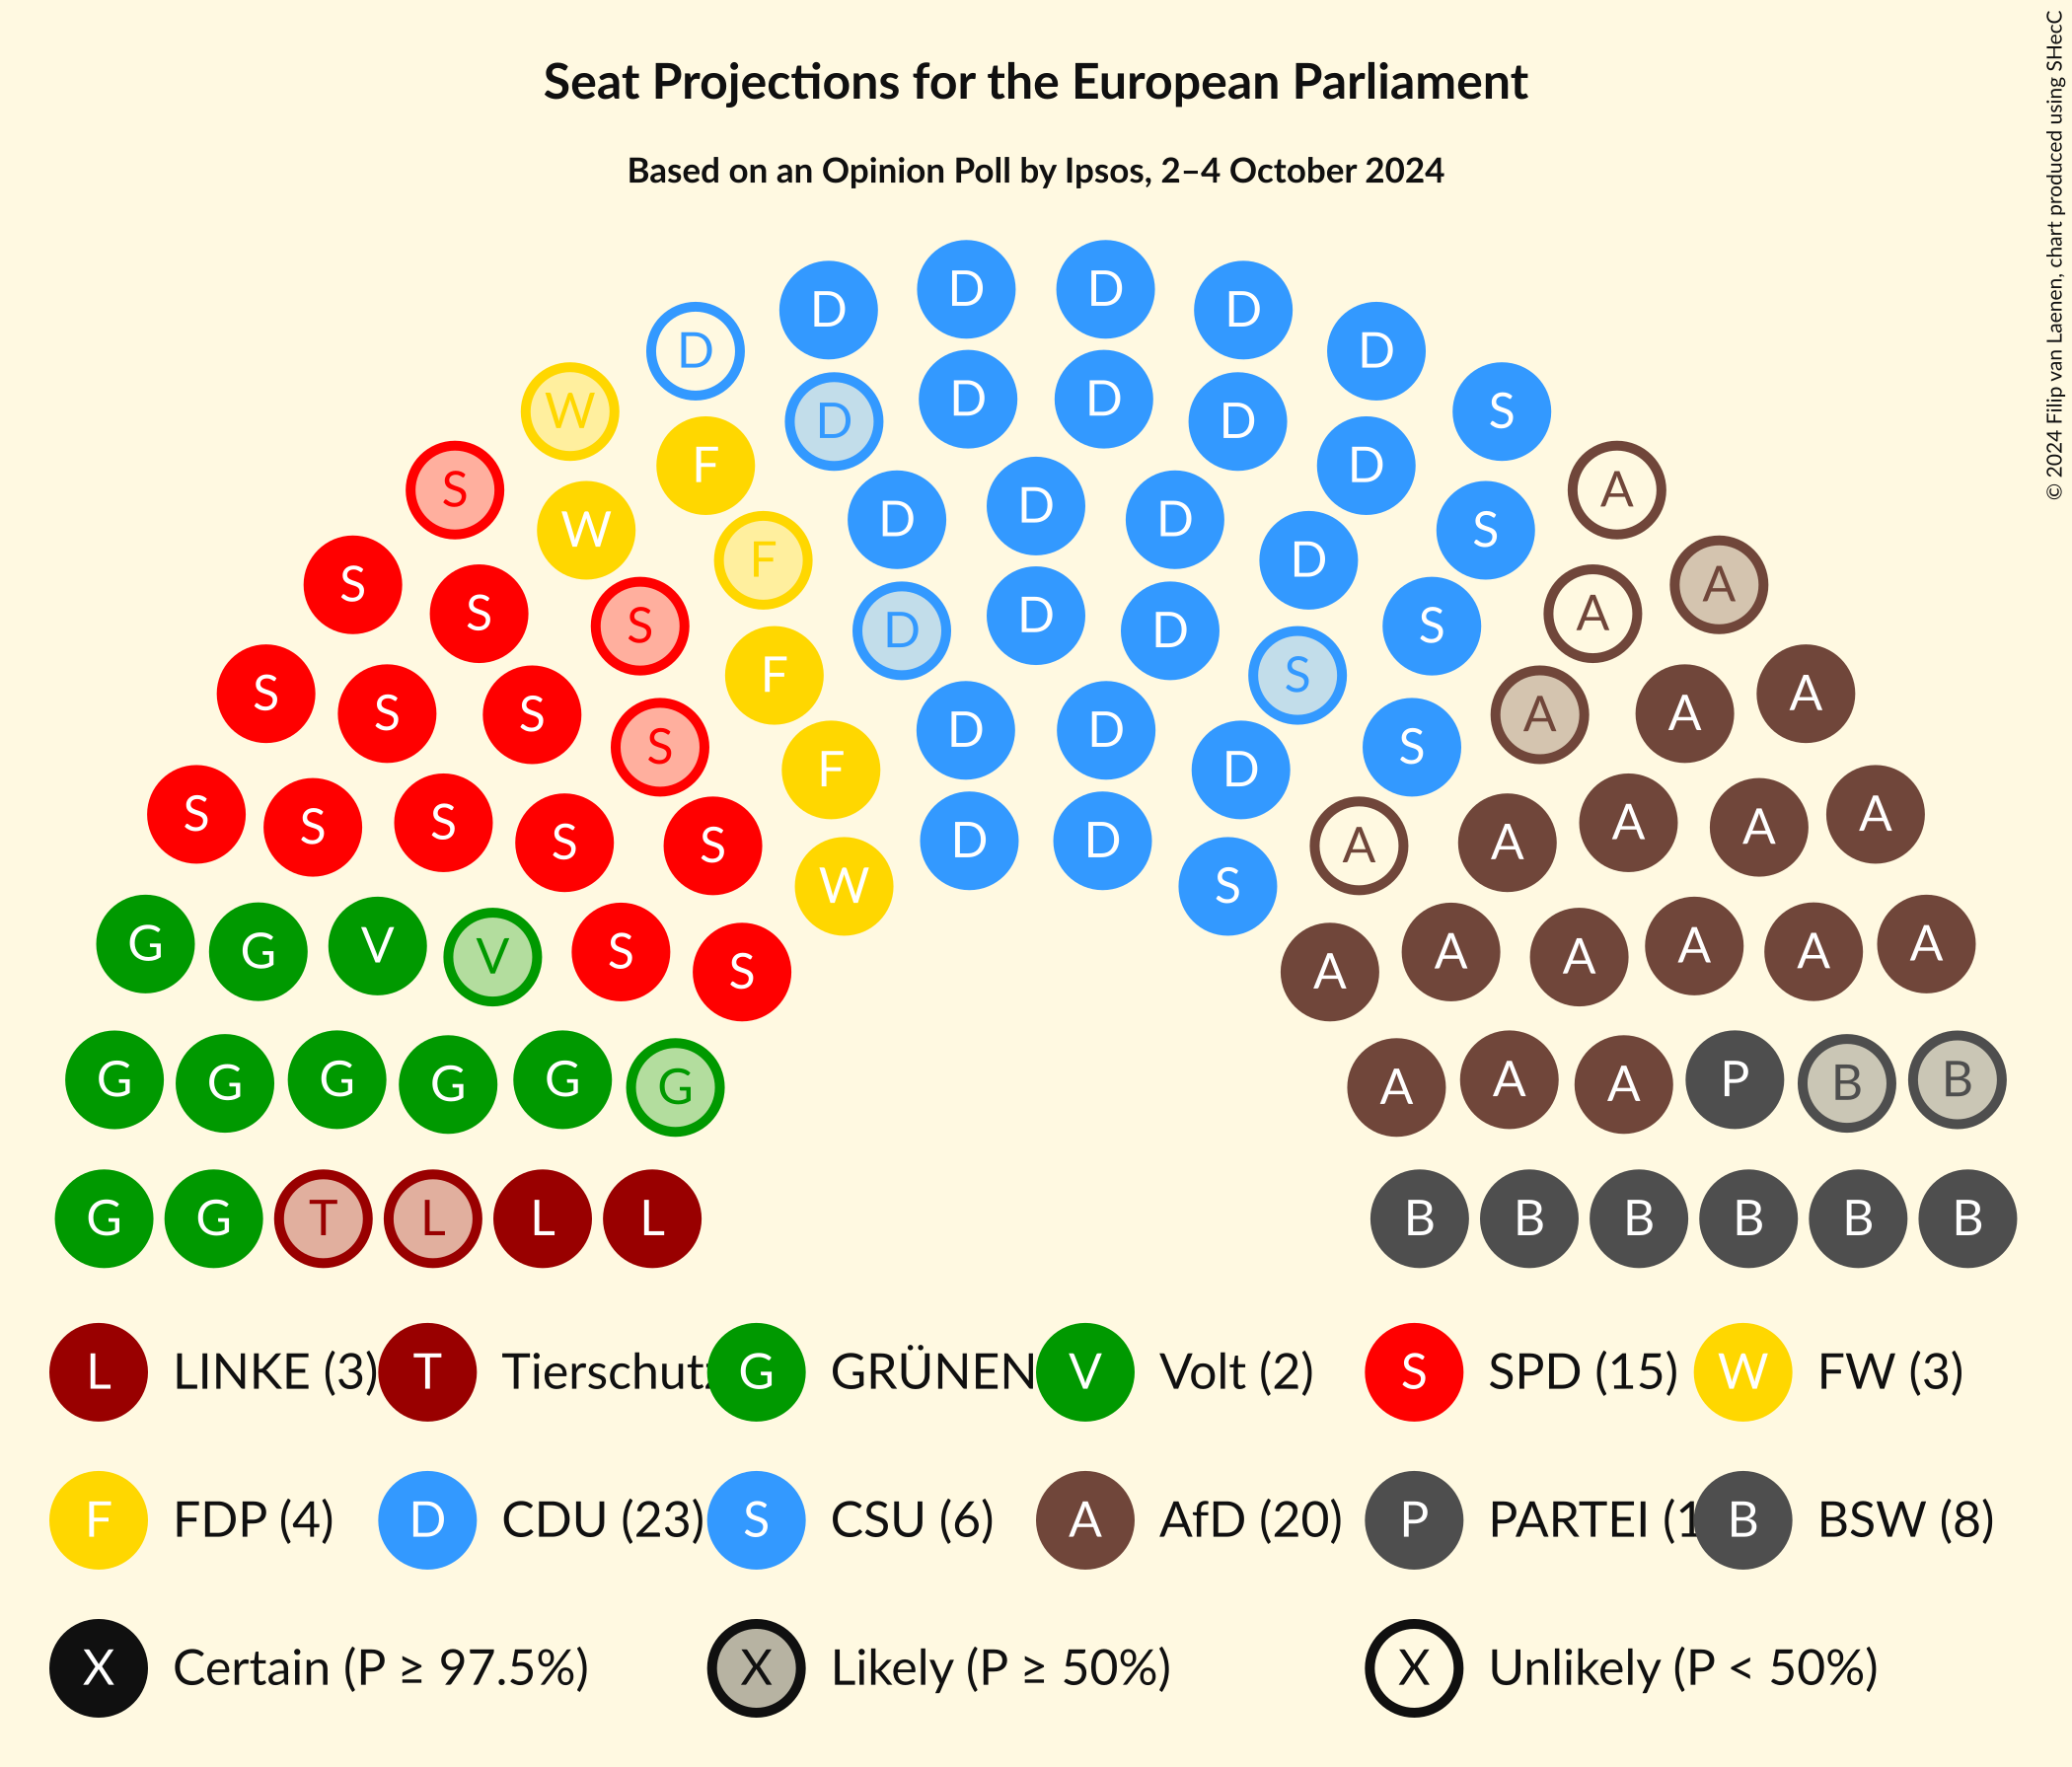 Seat Projections for the European Parliament
Based on an Opinion Poll by Ipsos, 2–4 October 2024
© 2024 Filip van Laenen, chart produced using SHecC
D D D D
D D
D D D D
W S
D F D
S A
D D D
W S
F D
S A
S S
S A
D D D
D S
F S
S A
S S A A
D D
F D
S S
S S S S S W D D S A A A A A
G G V V S S A A A A A A
G G G G G G A A A P B B
G G T L L L B B B B B B
L LINKE (3) T Tierschutz G GRÜNEN V Volt (2) S SPD (15) W FW (3)
F FDP (4) D CDU (23) S CSU (6) A AfD (20) P PARTEI (1 B BSW (8)
X Certain (P ≥ 97.5%) X Likely (P ≥ 50%) X Unlikely (P < 50%)